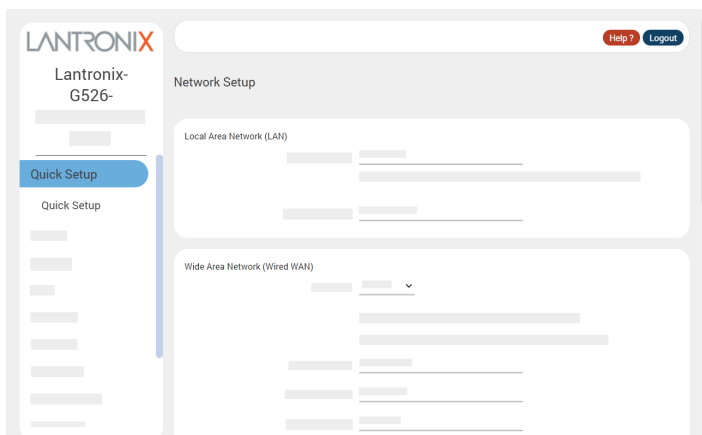 LANTRONIX
Help ?
Logout
Lantronix-
G526-
Network Setup
Local Area Network (LAN)
Quick Setup
Quick Setup
Wide Area Network (Wired WAN)